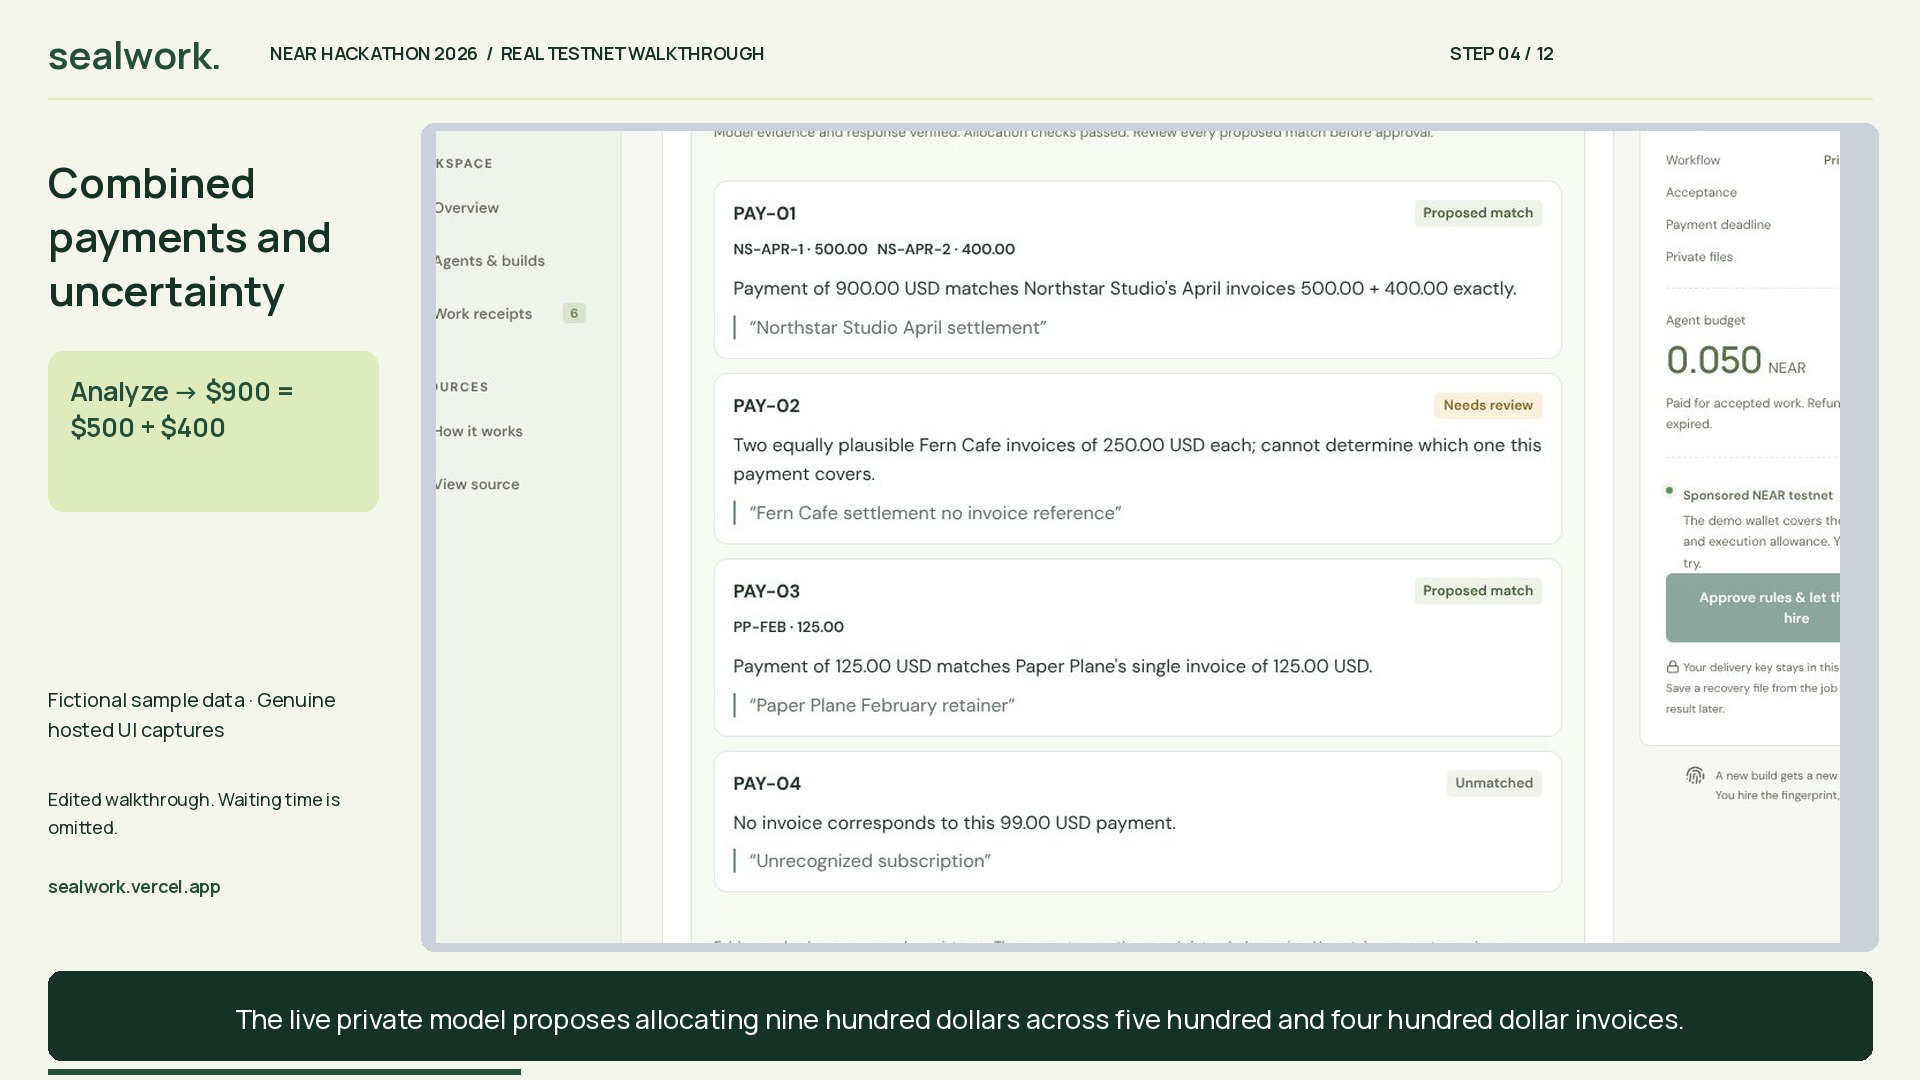 sealwork.
NEAR HACKATHON 2026 / REAL TESTNET WALKTHROUGH
STEP 04 / 12
Combined
payments and
uncertainty
Analyze → $900 =
$500 + $400
Fictional sample data · Genuine
hosted UI captures
Edited walkthrough. Waiting time is
omitted.
sealwork.vercel.app
KSPACE
Overview
Agents & builds
Work receipts 6
URCES
How it works
View source
Model evidence and response verified. Allocation checks passed. Review every proposed match before approval.
PAY-01
Proposed match
NS-APR-1 · 500.00 NS-APR-2 · 400.00
Payment of 900.00 USD matches Northstar Studio's April invoices 500.00 + 400.00 exactly.
“Northstar Studio April settlement”
PAY-02
Needs review
Two equally plausible Fern Cafe invoices of 250.00 USD each; cannot determine which one this
payment covers.
“Fern Cafe settlement no invoice reference”
PAY-03
Proposed match
PP-FEB · 125.00
Payment of 125.00 USD matches Paper Plane's single invoice of 125.00 USD.
“Paper Plane February retainer”
PAY-04
Unmatched
No invoice corresponds to this 99.00 USD payment.
“Unrecognized subscription”
Workflow Pri
Acceptance
Payment deadline
Private files
Agent budget
0.050 NEAR
Paid for accepted work. Refun
expired.
Sponsored NEAR testnet
The demo wallet covers the
and execution allowance. Y
try.
Approve rules & let th
hire
Your delivery key stays in this
Save a recovery file from the job
result later.
A new build gets a new
You hire the fingerprint,
The live private model proposes allocating nine hundred dollars across five hundred and four hundred dollar invoices.